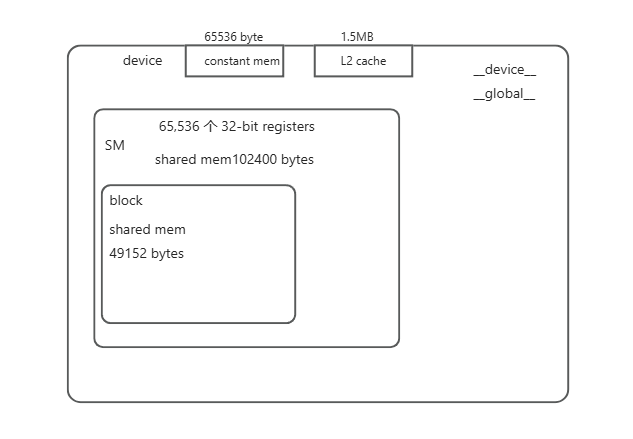 65536 byte
1.5MB
device
constant mem
L2 cache
__device__
__global__
65,536 个 32-bit registers
SM
shared mem102400 bytes
block
shared mem
49152 bytes